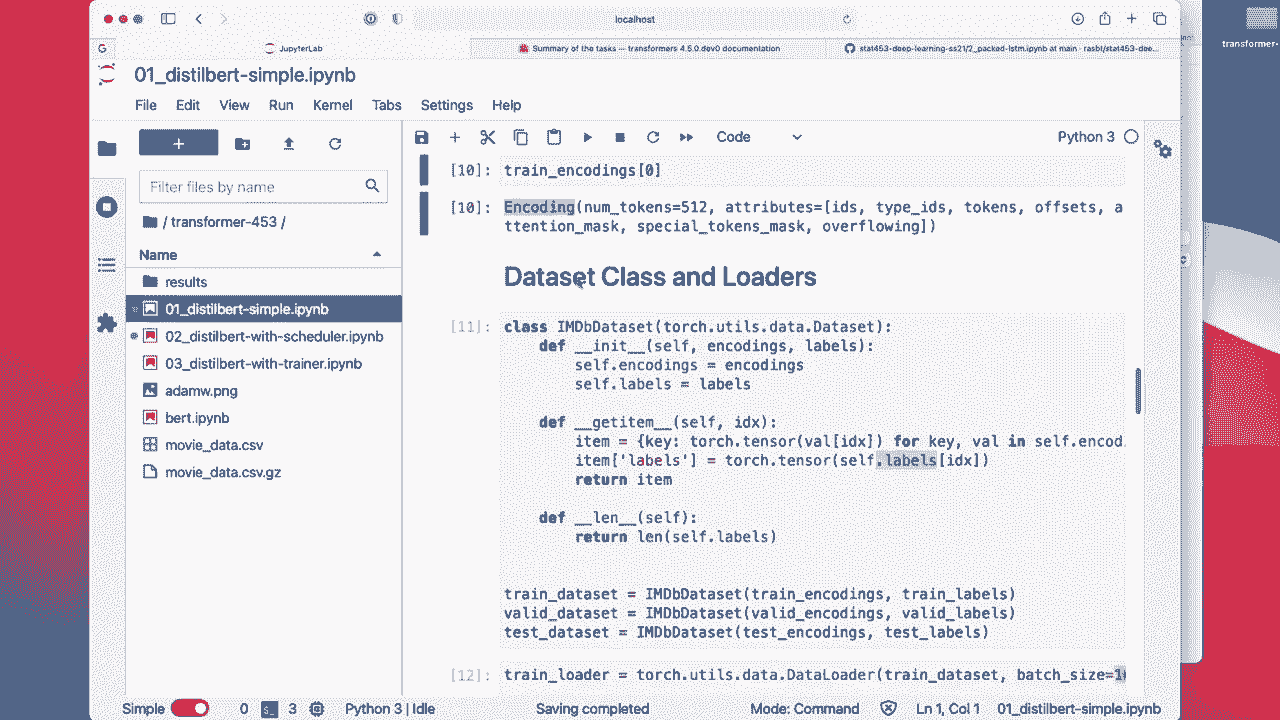 localhost
transformer-
G
JupyterLab
Summary of the tasks — transformers 4.5.0dev0 documentation
stat453-deep-learning-ss21/2_packed-lstm.ipynb at main · rasbt/stat453-dee...
01_distilbert-simple.ipynb
File Edit View Run Kernel Tabs Settings Help
+
Code
Python 3
Filter files by name
/ transformer-453 /
Name
results
01_distilbert-simple.ipynb
02_distilbert-with-scheduler.ipynb
03_distilbert-with-trainer.ipynb
adamw.png
bert.ipynb
movie_data.csv
movie_data.csv.gz
[10]: train_encodings[0]
[10]: Encoding(num_tokens=512, attributes=[ids, type_ids, tokens, offsets, a
ttention_mask, special_tokens_mask, overflowing])
Dataset Class and Loaders
[11]: class IMDbDataset(torch.utils.data.Dataset):
def __init__(self, encodings, labels):
self.encodings = encodings
self.labels = labels
def __getitem__(self, idx):
item = {key: torch.tensor(val[idx]) for key, val in self.encod
item['labels'] = torch.tensor(self.labels[idx])
return item
def __len__(self):
return len(self.labels)
train_dataset = IMDbDataset(train_encodings, train_labels)
valid_dataset = IMDbDataset(valid_encodings, valid_labels)
test_dataset = IMDbDataset(test_encodings, test_labels)
[12]: train_loader = torch.utils.data.DataLoader(train_dataset, batch_size=1
Simple 0 3 Python 3 | Idle Saving completed Mode: Command Ln 1, Col 1 01_distilbert-simple.ipynb